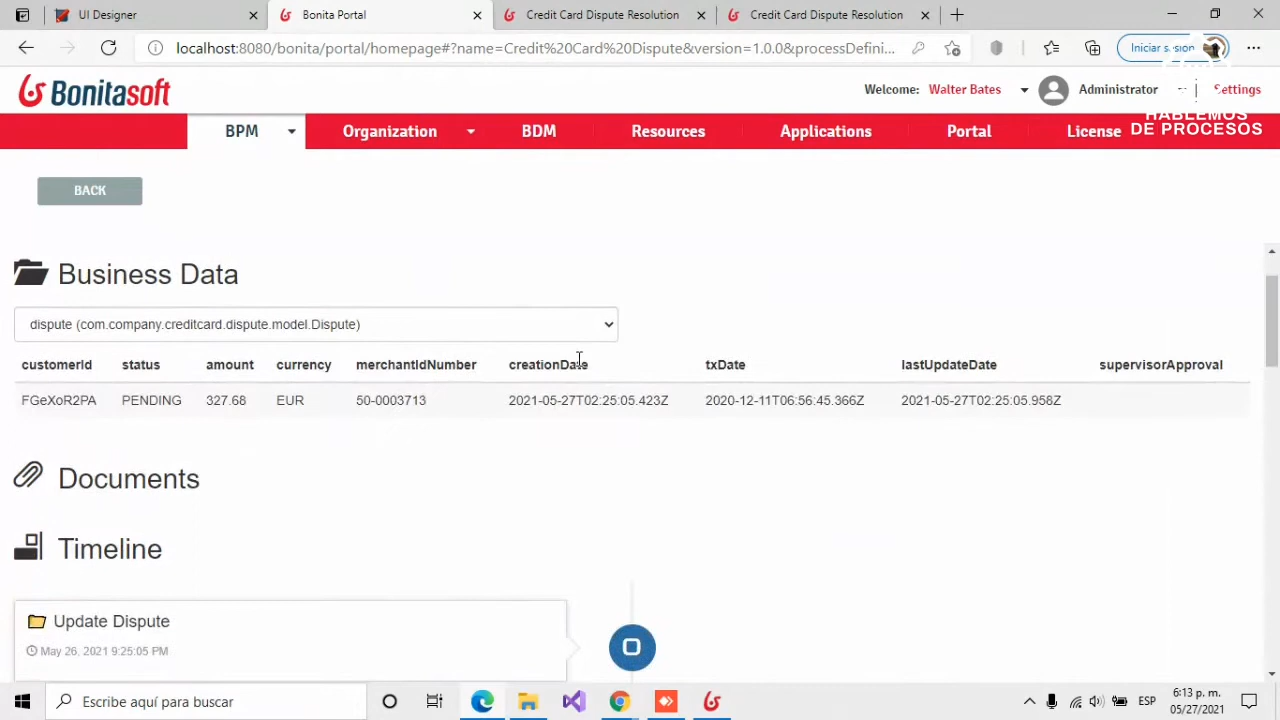 UI Designer
Bonita Portal
Credit Card Dispute Resolution
Credit Card Dispute Resolution
localhost:8080/bonita/portal/homepage#?name=Credit%20Card%20Dispute&version=1.0.0&processDefini...
Iniciar sesión
Bonitasoft
Welcome: Walter Bates
Administrator
Settings
HABLEMOS
DE PROCESOS
BPM
Organization
BDM
Resources
Applications
Portal
License
BACK
Business Data
dispute (com.company.creditcard.dispute.model.Dispute)
customerId status amount currency merchantIdNumber creationDate txDate lastUpdateDate supervisorApproval
FGeXoR2PA PENDING 327.68 EUR 50-0003713 2021-05-27T02:25:05.423Z 2020-12-11T06:56:45.366Z 2021-05-27T02:25:05.958Z
Documents
Timeline
Update Dispute
May 26, 2021 9:25:05 PM
Escribe aquí para buscar
ESP
6:13 p. m.
05/27/2021